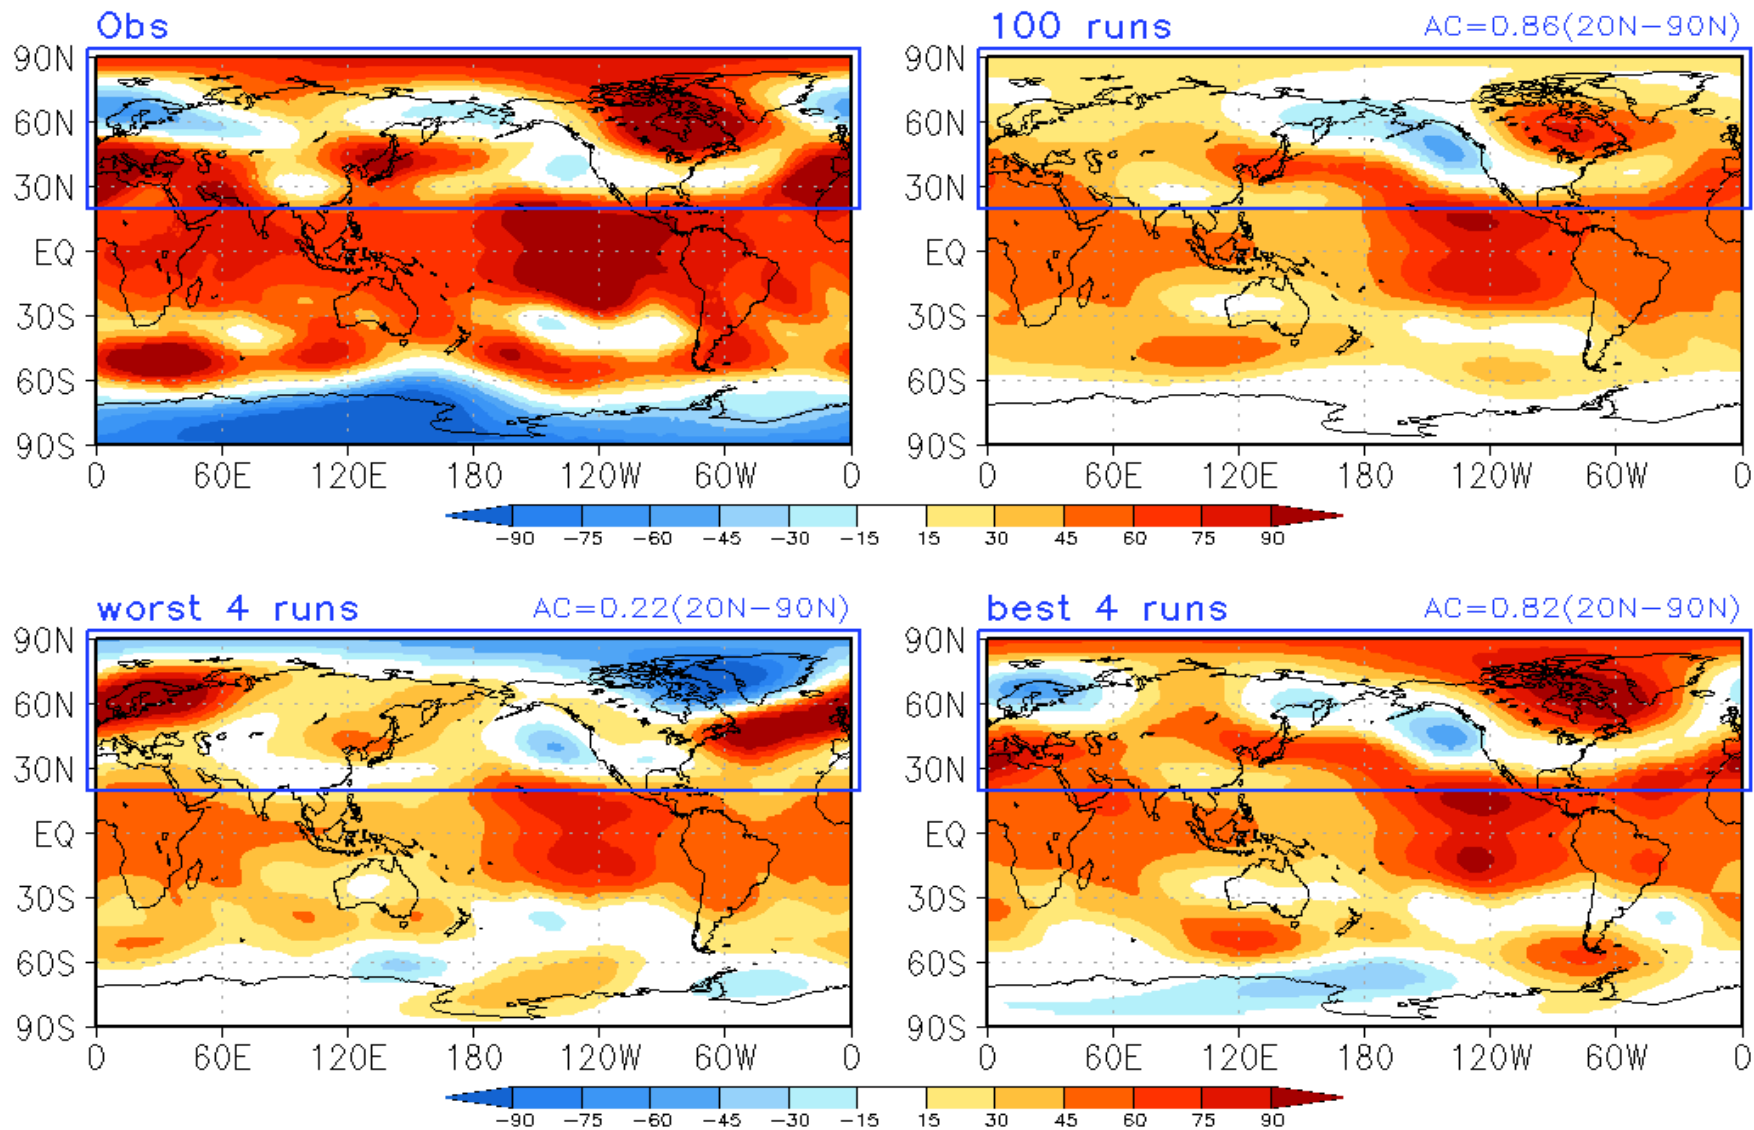 Obs
100 runs AC=0.86(20N−90N)
90N 90N
60N 60N
30N 30N
EQ EQ
30S 30S
60S 60S
90S 90S
0 60E 120E 180 120W 60W 0 0 60E 120E 180 120W 60W 0
−90 −75 −60 −45 −30 −15 15 30 45 60 75 90
worst 4 runs AC=0.22(20N−90N) best 4 runs AC=0.82(20N−90N)
90N 90N
60N 60N
30N 30N
EQ EQ
30S 30S
60S 60S
90S 90S
0 60E 120E 180 120W 60W 0 0 60E 120E 180 120W 60W 0
−90 −75 −60 −45 −30 −15 15 30 45 60 75 90